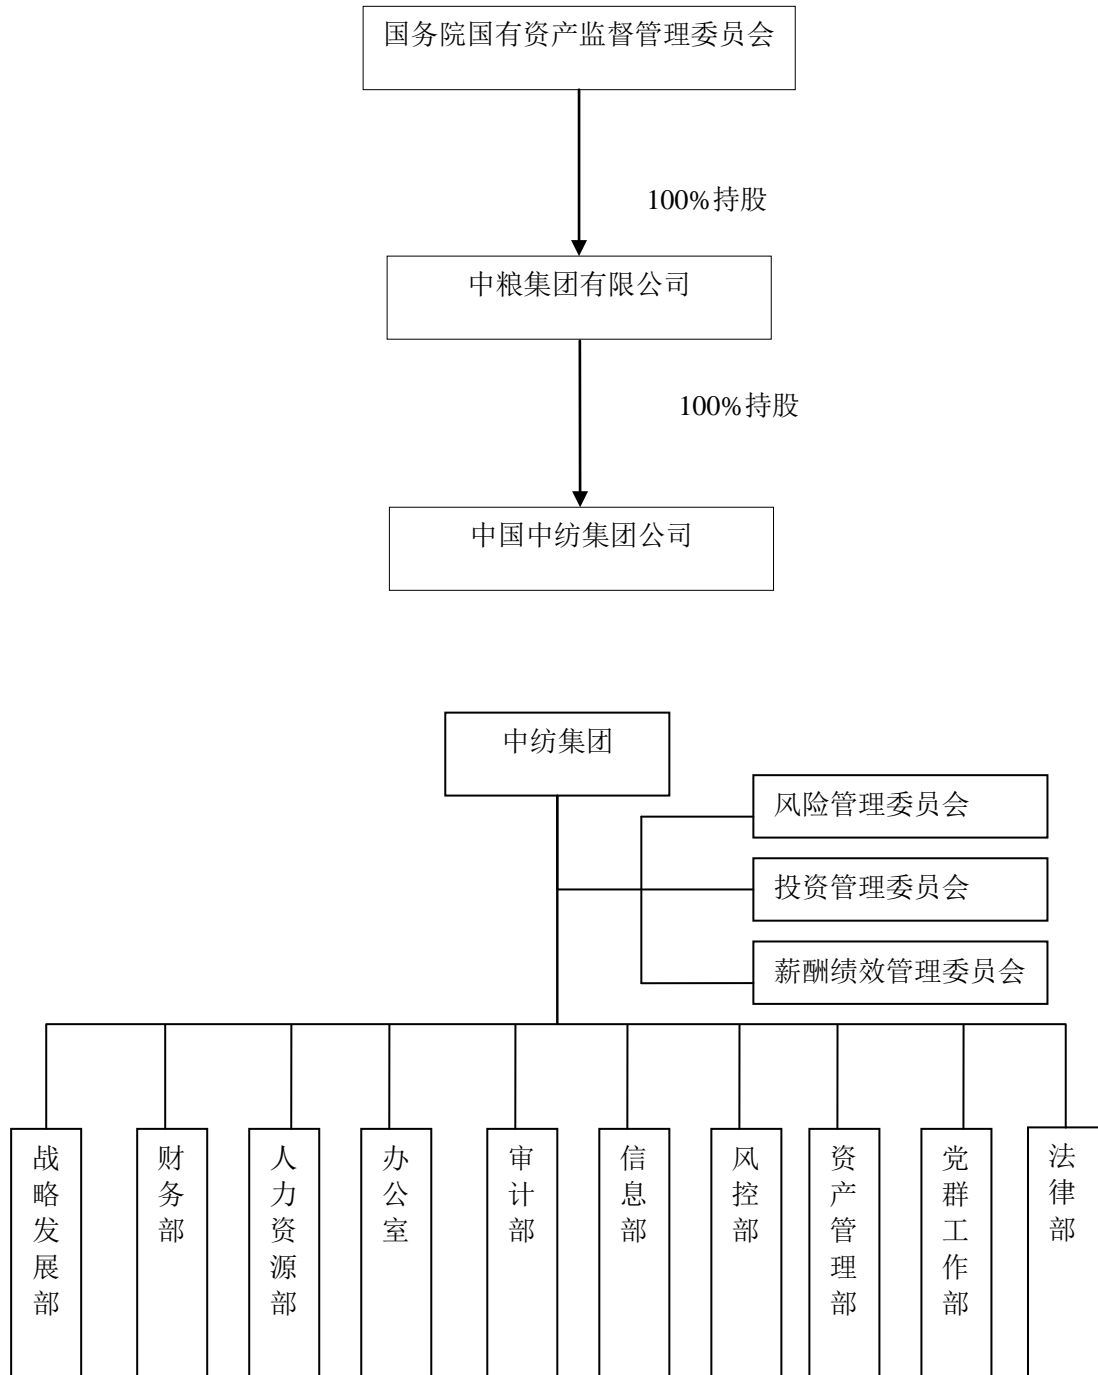 国务院国有资产监督管理委员会
100%持股
中粮集团有限公司
100%持股
中国中纺集团公司
中纺集团
风险管理委员会
投资管理委员会
薪酬绩效管理委员会
战略发展部
财务部
人力资源部
办公室
审计部
信息部
风控部
资产管理部
党群工作部
法律部